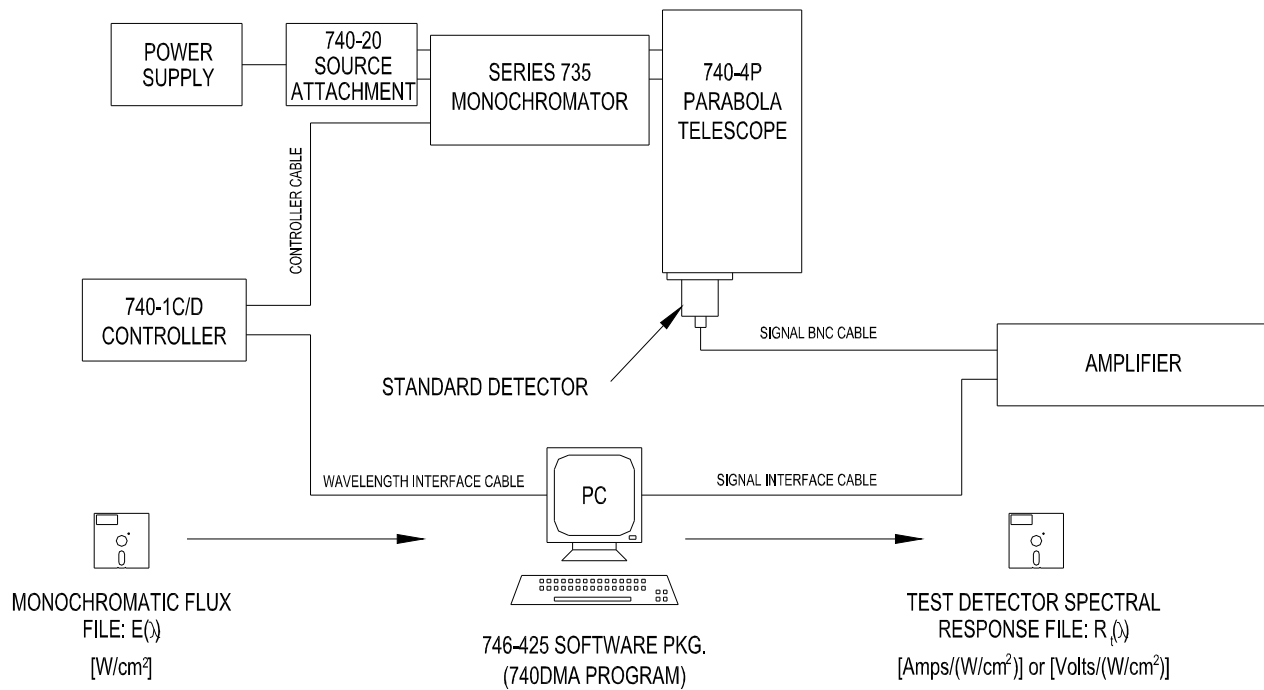 POWER
SUPPLY
740-20
SOURCE
ATTACHMENT
SERIES 735
MONOCHROMATOR
740-4P
PARABOLA
TELESCOPE
CONTROLLER CABLE
740-1C/D
CONTROLLER
SIGNAL BNC CABLE
AMPLIFIER
STANDARD DETECTOR
WAVELENGTH INTERFACE CABLE
PC
SIGNAL INTERFACE CABLE
MONOCHROMATIC FLUX
FILE: E(λ)
[W/cm²]
746-425 SOFTWARE PKG.
(740DMA PROGRAM)
TEST DETECTOR SPECTRAL
RESPONSE FILE: Rₜ(λ)
[Amps/(W/cm²)] or [Volts/(W/cm²)]